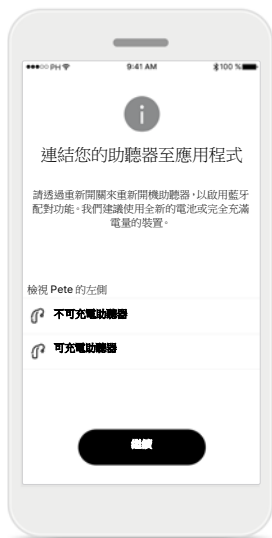 PH 9:41 AM 100 %
連結您的助聽器至應用程式
請透過重新開關來重新開機助聽器，以啟用藍牙
配對功能。我們建議使用全新的電池或完全充滿
電量的裝置。
檢視 Pete 的左側
不可充電助聽器
可充電助聽器
繼續